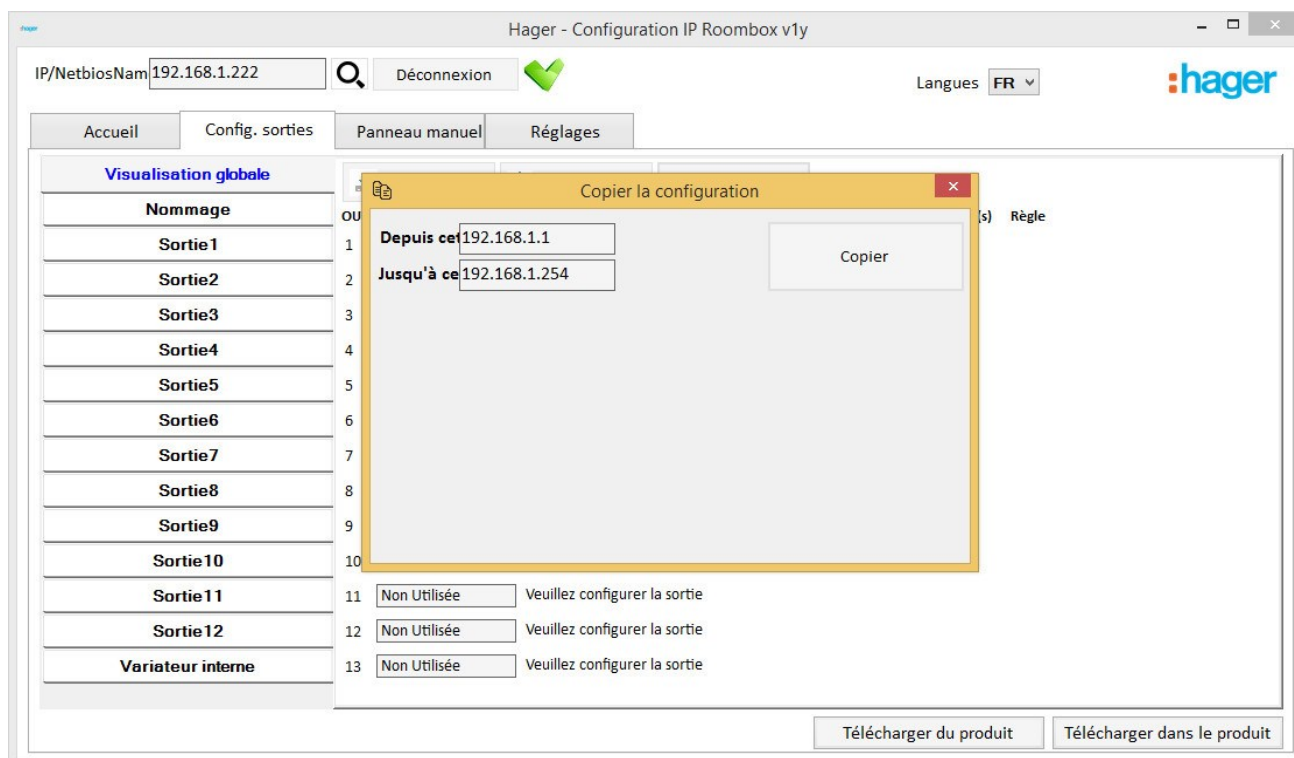 hager
Hager - Configuration IP Roombox v1y
IP/NetbiosNam 192.168.1.222
Déconnexion
Langues FR
:hager
Accueil
Config. sorties
Panneau manuel
Réglages
Visualisation globale
Nommage
Sortie1
Sortie2
Sortie3
Sortie4
Sortie5
Sortie6
Sortie7
Sortie8
Sortie9
Sortie10
Sortie11
Sortie12
Variateur interne
OU
(s) Règle
1
2
3
4
5
6
7
8
9
10
Copier la configuration
Depuis cet 192.168.1.1
Jusqu'à ce 192.168.1.254
Copier
11 Non Utilisée Veuillez configurer la sortie
12 Non Utilisée Veuillez configurer la sortie
13 Non Utilisée Veuillez configurer la sortie
Télécharger du produit
Télécharger dans le produit